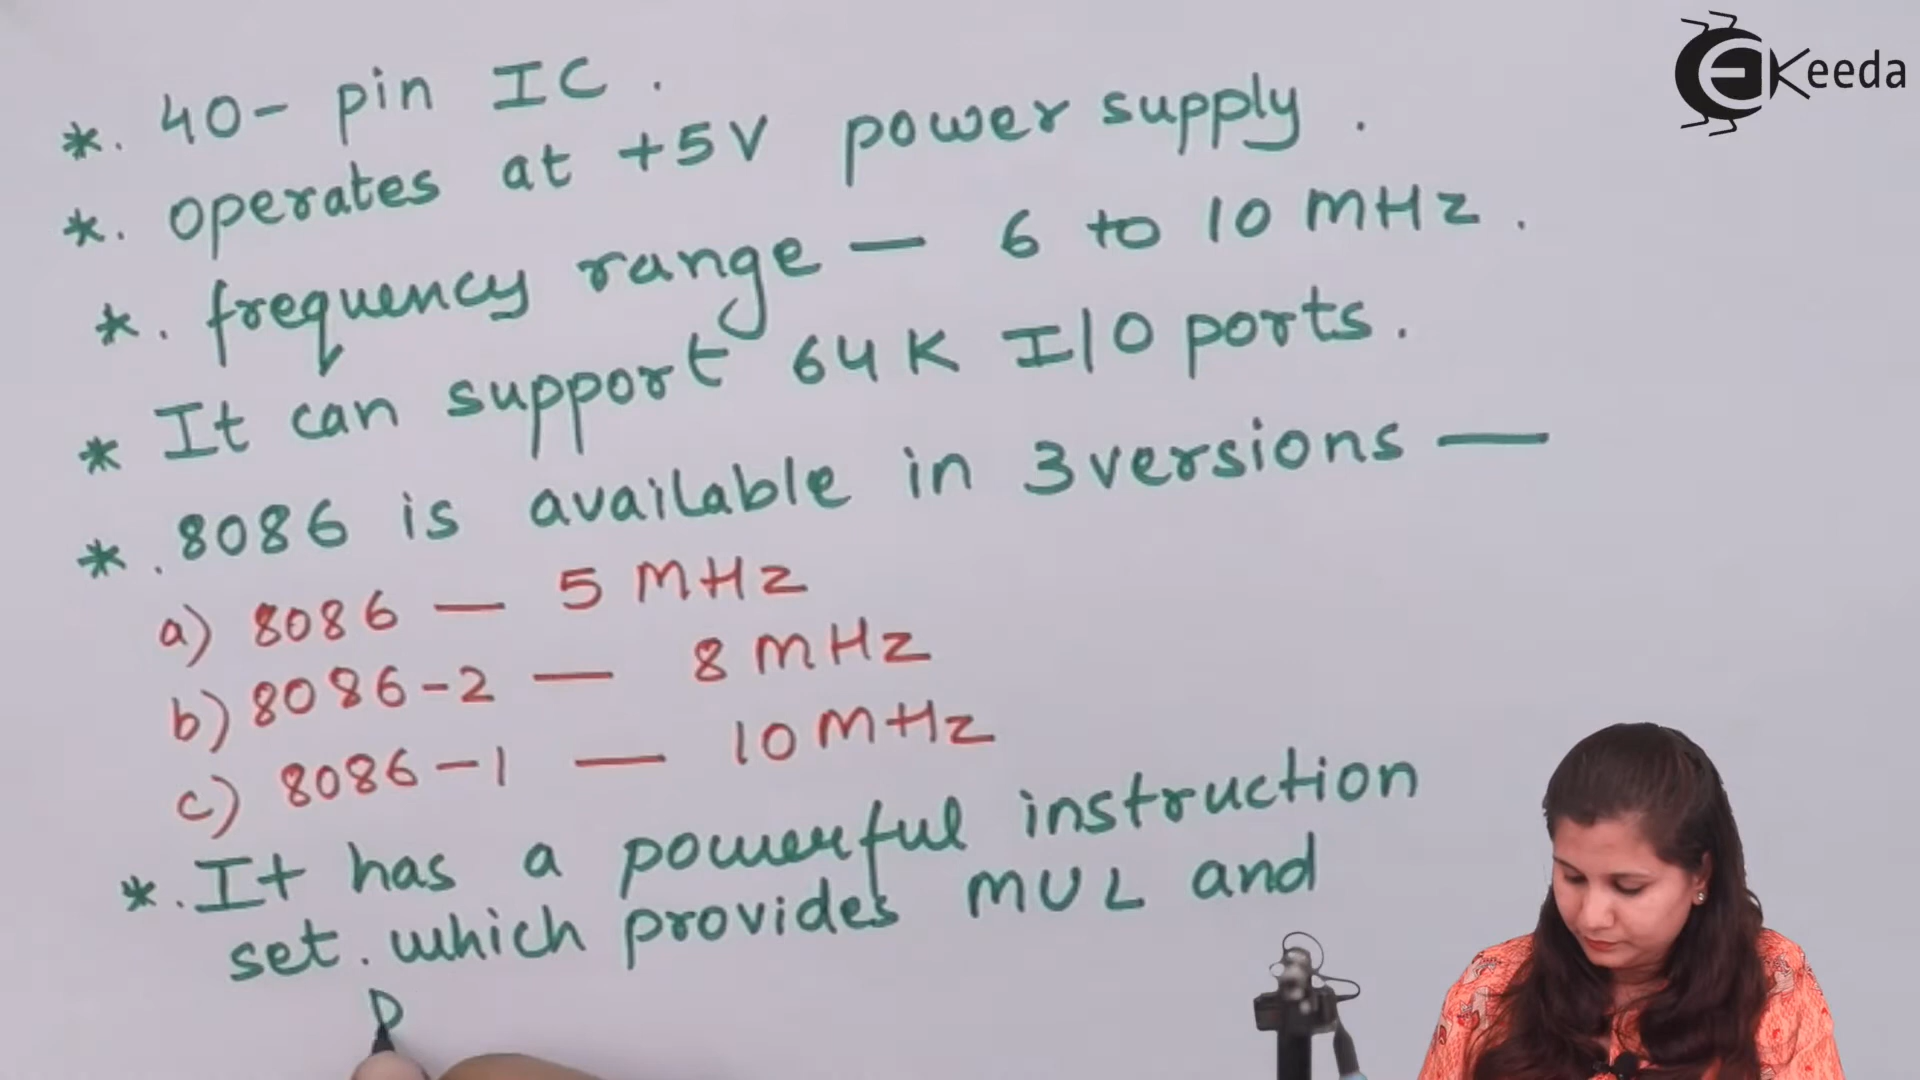 EKeeda
*. 40- pin IC.
*. operates at +5V power supply.
*. frequency range — 6 to 10 MHz.
* It can support 64K I/O ports.
*. 8086 is available in 3 versions —
a) 8086 — 5 MHz
b) 8086-2 — 8 MHz
c) 8086-1 — 10 MHz
*. It has a powerful instruction
set. which provides MUL and
D